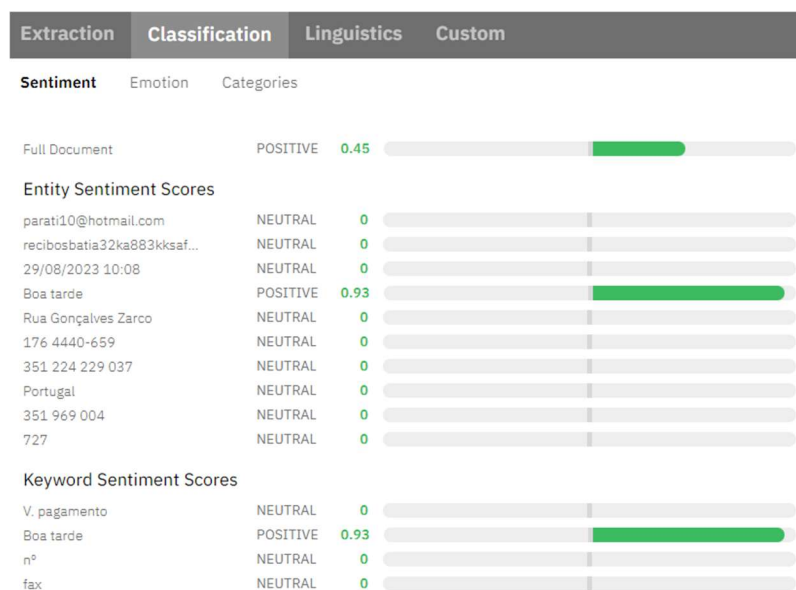 Extraction Classification Linguistics Custom
Sentiment Emotion Categories
Full Document POSITIVE 0.45
Entity Sentiment Scores
parati10@hotmail.com NEUTRAL 0
recibosbatia32ka883kksaf... NEUTRAL 0
29/08/2023 10:08 NEUTRAL 0
Boa tarde POSITIVE 0.93
Rua Gonçalves Zarco NEUTRAL 0
176 4440-659 NEUTRAL 0
351 224 229 037 NEUTRAL 0
Portugal NEUTRAL 0
351 969 004 NEUTRAL 0
727 NEUTRAL 0
Keyword Sentiment Scores
V. pagamento NEUTRAL 0
Boa tarde POSITIVE 0.93
nº NEUTRAL 0
fax NEUTRAL 0